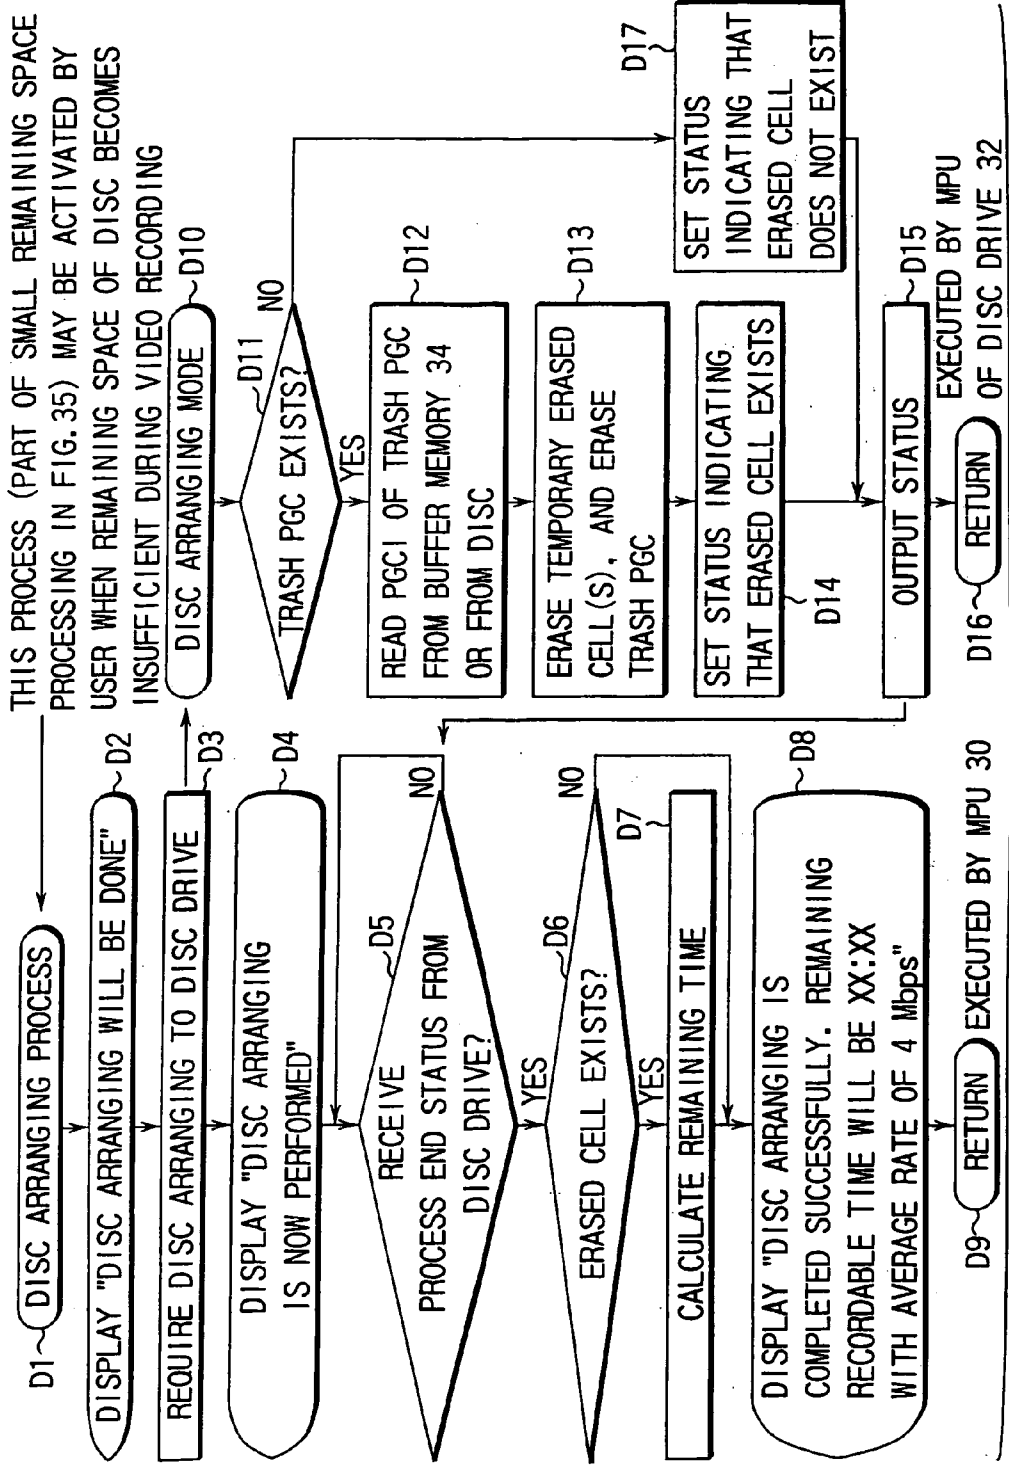 THIS PROCESS (PART OF SMALL REMAINING SPACE
PROCESSING IN FIG.35) MAY BE ACTIVATED BY
USER WHEN REMAINING SPACE OF DISC BECOMES
INSUFFICIENT DURING VIDEO RECORDING
D1
DISC ARRANGING PROCESS
DISPLAY "DISC ARRANGING WILL BE DONE"
D2
REQUIRE DISC ARRANGING TO DISC DRIVE
D3
DISPLAY "DISC ARRANGING
IS NOW PERFORMED"
D4
RECEIVE
PROCESS END STATUS FROM
DISC DRIVE?
D5
NO
YES
ERASED CELL EXISTS?
D6
NO
YES
CALCULATE REMAINING TIME
D7
DISPLAY "DISC ARRANGING IS
COMPLETED SUCCESSFULLY. REMAINING
RECORDABLE TIME WILL BE XX:XX
WITH AVERAGE RATE OF 4 Mbps"
D8
D9
RETURN
EXECUTED BY MPU 30
DISC ARRANGING MODE
D10
TRASH PGC EXISTS?
D11
NO
YES
READ PGCI OF TRASH PGC
FROM BUFFER MEMORY 34
OR FROM DISC
D12
ERASE TEMPORARY ERASED
CELL(S), AND ERASE
TRASH PGC
D13
SET STATUS INDICATING
THAT ERASED CELL EXISTS
D14
SET STATUS
INDICATING THAT
ERASED CELL
DOES NOT EXIST
D17
OUTPUT STATUS
D15
D16
RETURN
EXECUTED BY MPU
OF DISC DRIVE 32